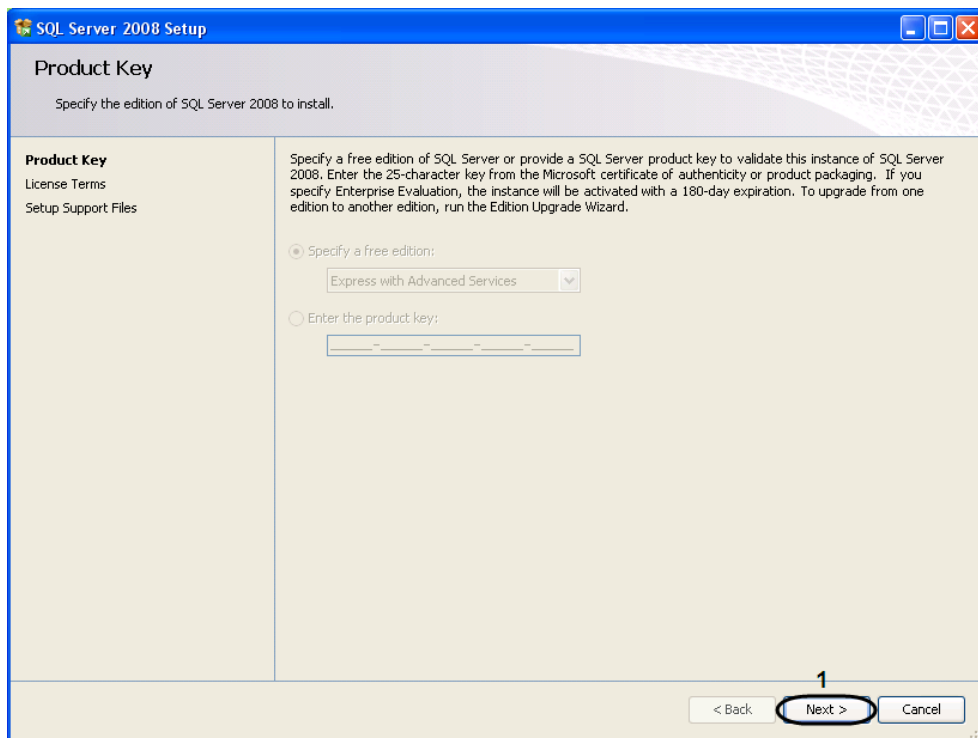 SQL Server 2008 Setup
Product Key
Specify the edition of SQL Server 2008 to install.
Product Key
License Terms
Setup Support Files
Specify a free edition of SQL Server or provide a SQL Server product key to validate this instance of SQL Server
2008. Enter the 25-character key from the Microsoft certificate of authenticity or product packaging.  If you
specify Enterprise Evaluation, the instance will be activated with a 180-day expiration. To upgrade from one
edition to another edition, run the Edition Upgrade Wizard.
Specify a free edition:
Express with Advanced Services
Enter the product key:
_____-_____-_____-_____-_____
1
< Back
Next >
Cancel